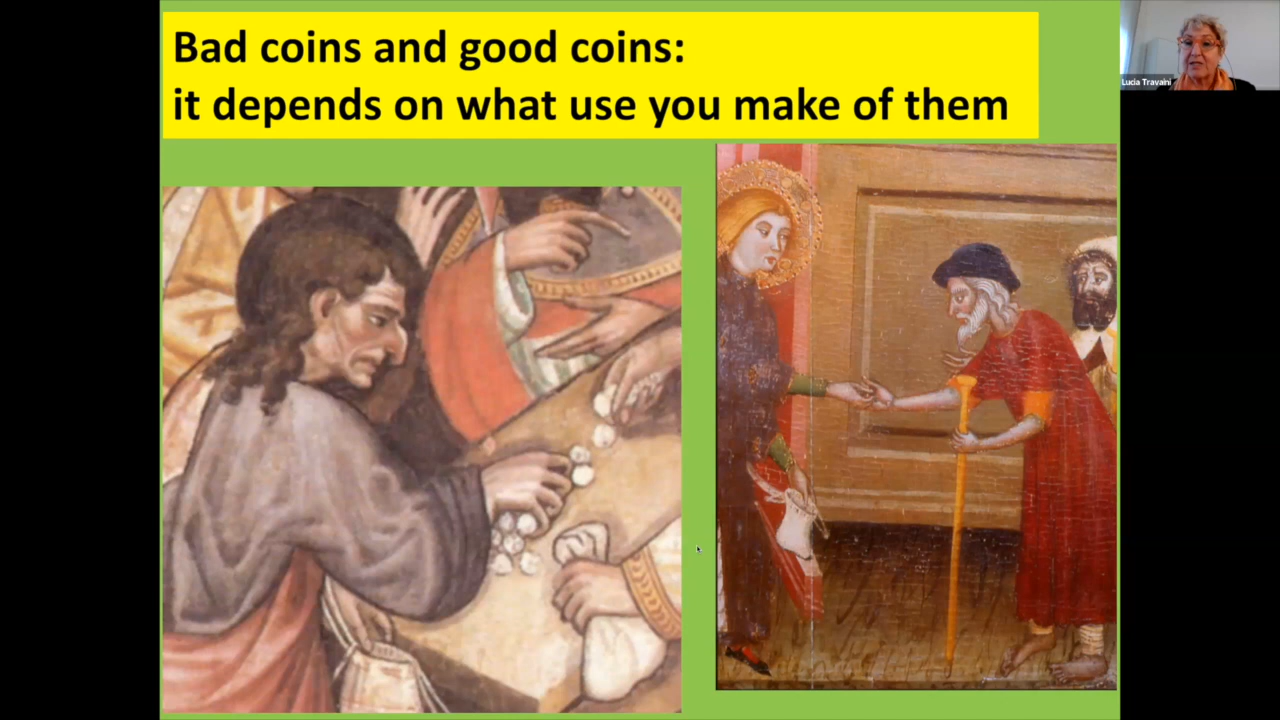 Bad coins and good coins:
it depends on what use you make of them
Lucia Travaini